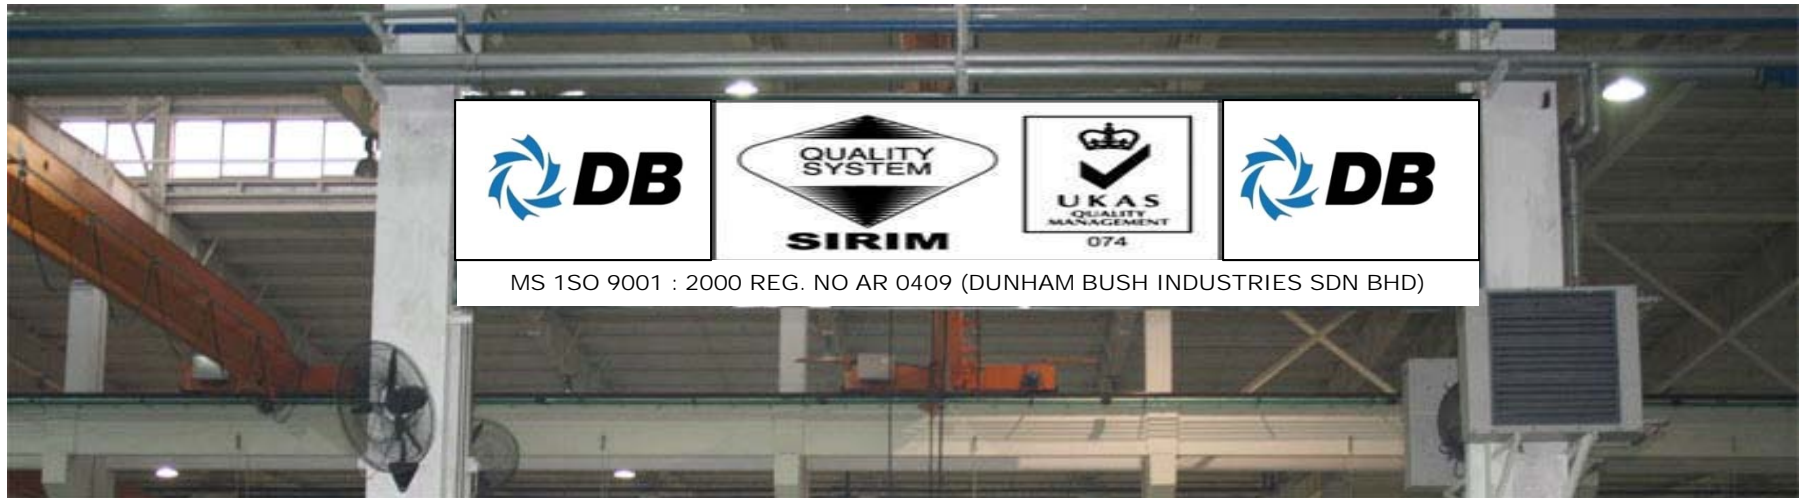 DB
QUALITY
SYSTEM
SIRIM
UKAS
QUALITY
MANAGEMENT
074
DB
MS 1SO 9001 : 2000 REG. NO AR 0409 (DUNHAM BUSH INDUSTRIES SDN BHD)